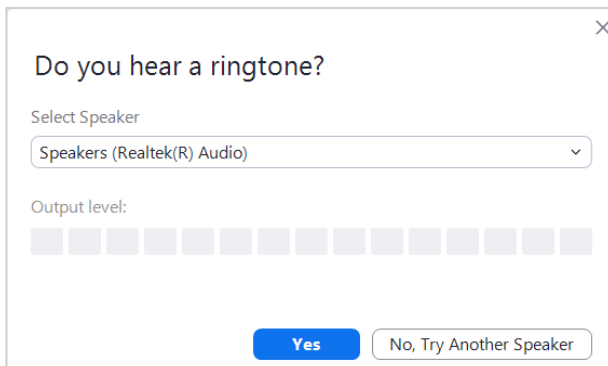 Do you hear a ringtone?
Select Speaker
Speakers (Realtek(R) Audio)
Output level:
Yes
No, Try Another Speaker